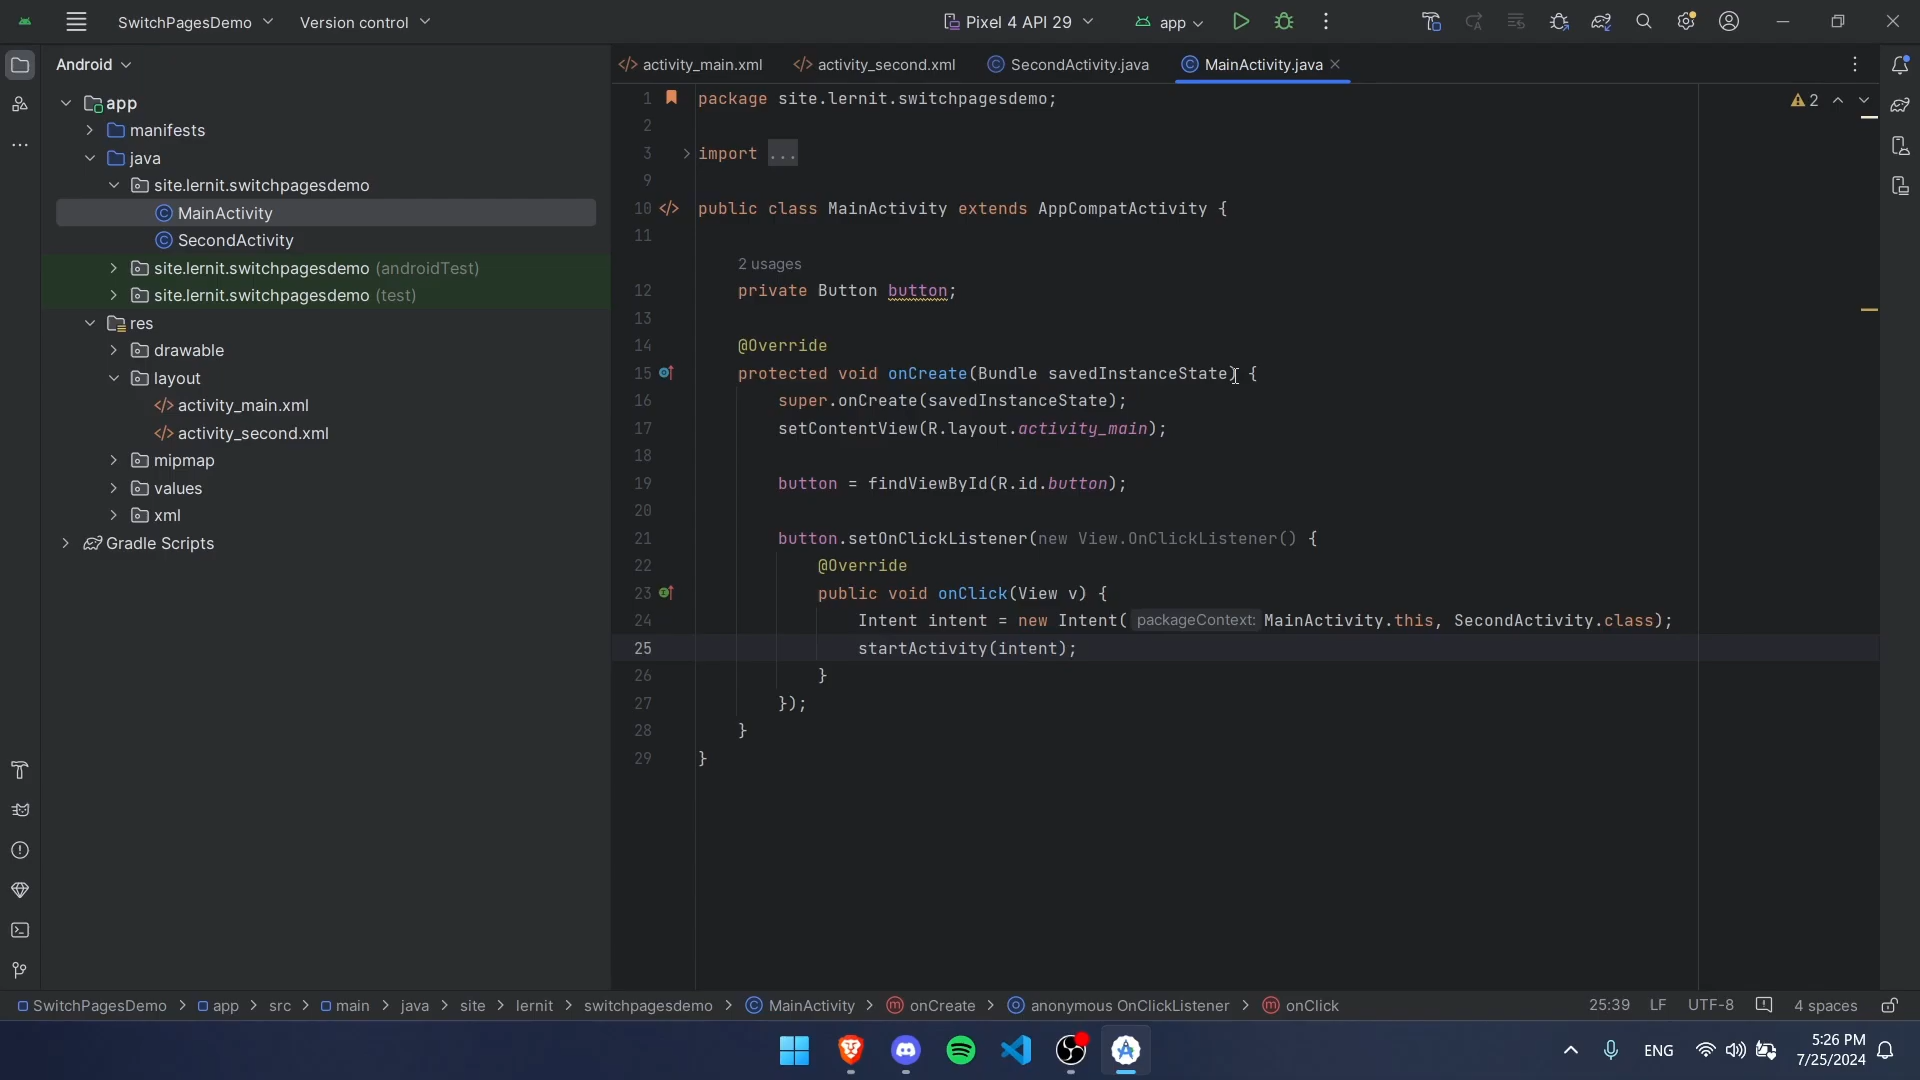 SwitchPagesDemo Version control Pixel 4 API 29 app
Android
app
manifests
java
site.lernit.switchpagesdemo
MainActivity
SecondActivity
site.lernit.switchpagesdemo (androidTest)
site.lernit.switchpagesdemo (test)
res
drawable
layout
activity_main.xml
activity_second.xml
mipmap
values
xml
Gradle Scripts
activity_main.xml activity_second.xml SecondActivity.java MainActivity.java
2
1 package site.lernit.switchpagesdemo;
2
3 import ...
9
10 public class MainActivity extends AppCompatActivity {
11
2 usages
12 private Button button;
13
14 @Override
15 protected void onCreate(Bundle savedInstanceState) {
16 super.onCreate(savedInstanceState);
17 setContentView(R.layout.activity_main);
18
19 button = findViewById(R.id.button);
20
21 button.setOnClickListener(new View.OnClickListener() {
22 @Override
23 public void onClick(View v) {
24 Intent intent = new Intent( packageContext: MainActivity.this, SecondActivity.class);
25 startActivity(intent);
26 }
27 });
28 }
29 }
SwitchPagesDemo > app > src > main > java > site > lernit > switchpagesdemo > MainActivity > onCreate > anonymous OnClickListener > onClick 25:39 LF UTF-8 4 spaces
ENG
5:26 PM
7/25/2024